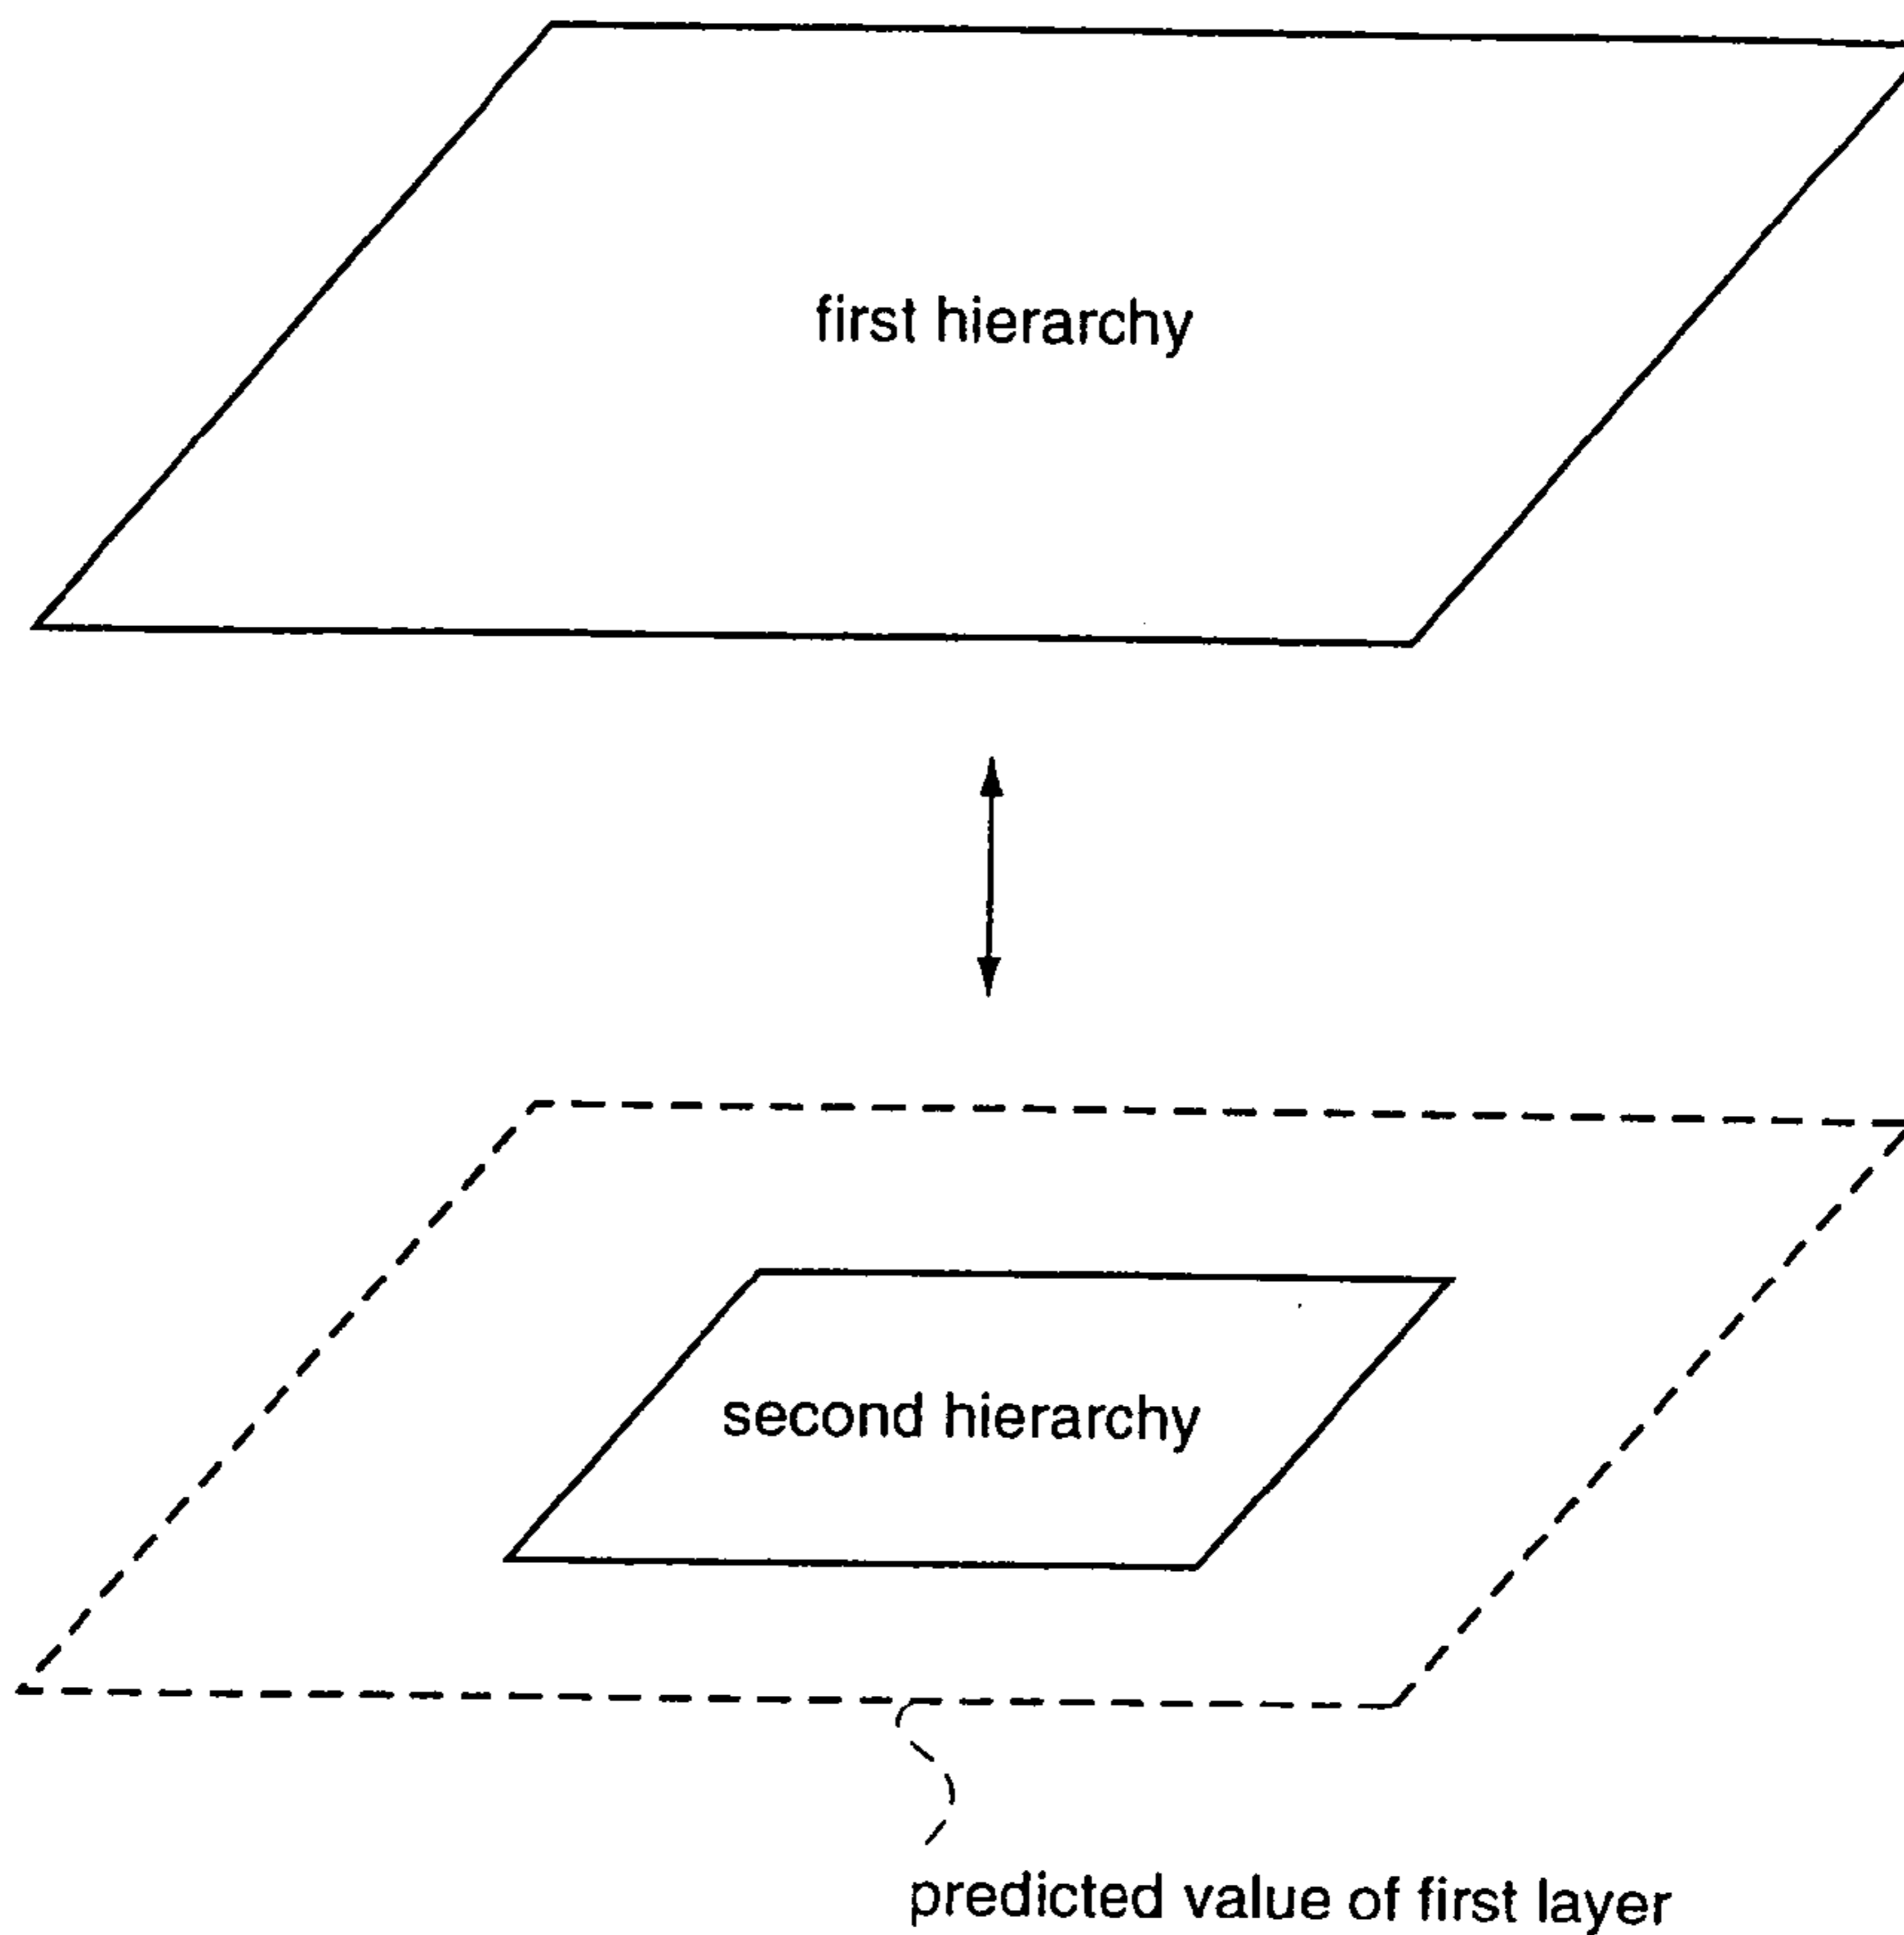 first hierarchy
second hierarchy
predicted value of first layer